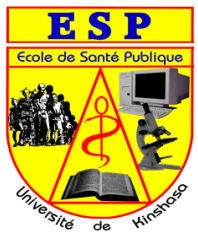 ESP
Ecole de Santé Publique
Université de Kinshasa